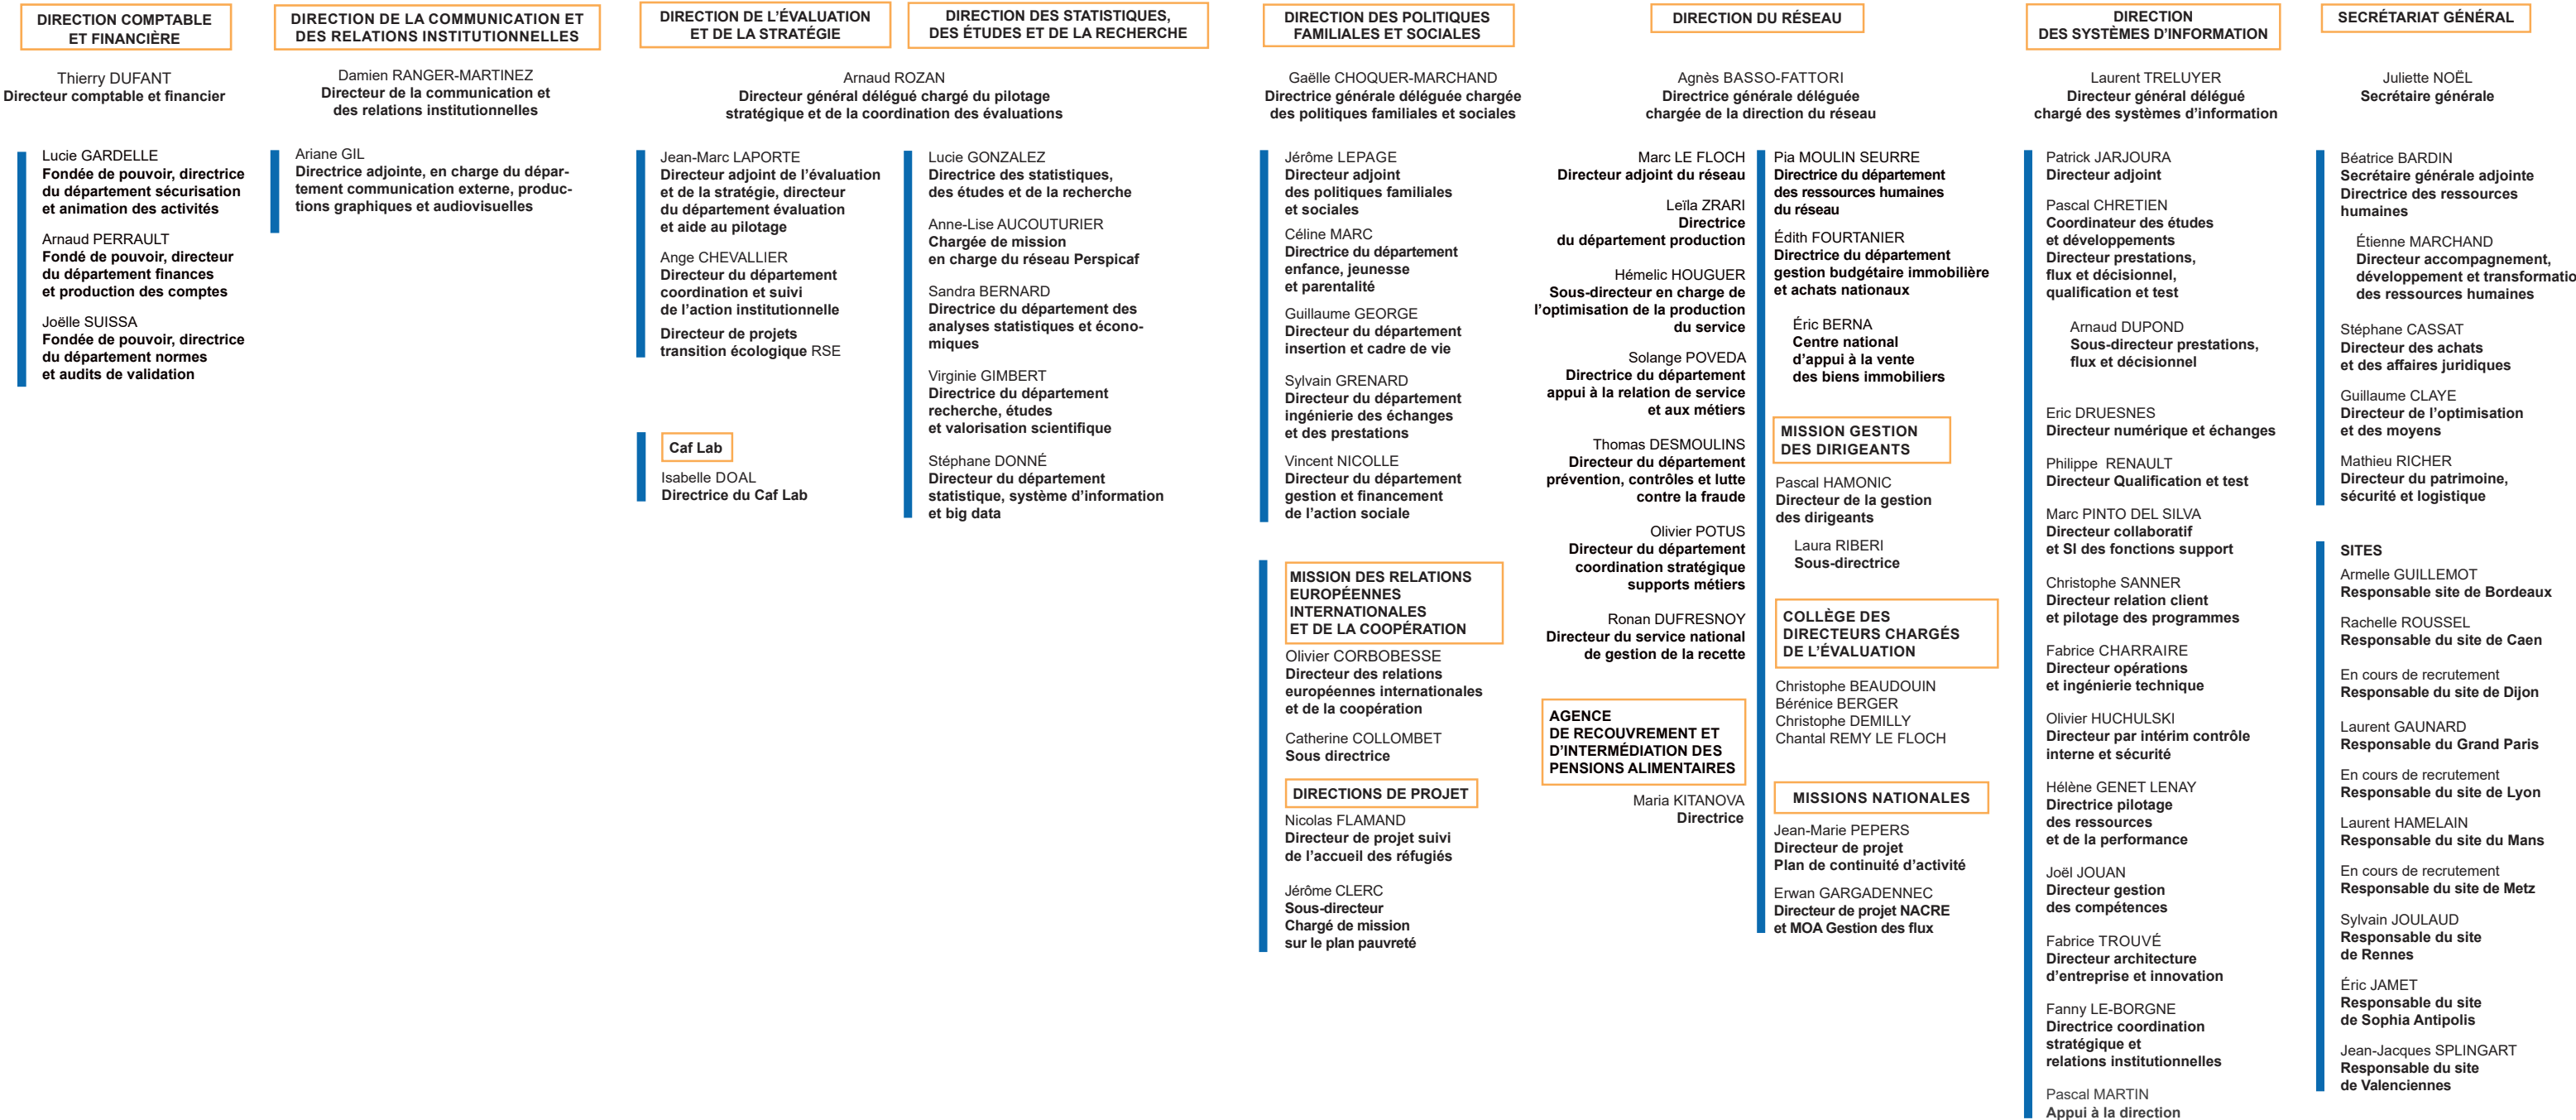 DIRECTION COMPTABLE
ET FINANCIÈRE
Thierry DUFANT
Directeur comptable et financier
Lucie GARDELLE
Fondée de pouvoir, directrice
du département sécurisation
et animation des activités
Arnaud PERRAULT
Fondé de pouvoir, directeur
du département finances
et production des comptes
Joëlle SUISSA
Fondée de pouvoir, directrice
du département normes
et audits de validation
DIRECTION DE LA COMMUNICATION ET
DES RELATIONS INSTITUTIONNELLES
Damien RANGER-MARTINEZ
Directeur de la communication et
des relations institutionnelles
Ariane GIL
Directrice adjointe, en charge du dépar-
tement communication externe, produc-
tions graphiques et audiovisuelles
DIRECTION DE L’ÉVALUATION
ET DE LA STRATÉGIE
DIRECTION DES STATISTIQUES,
DES ÉTUDES ET DE LA RECHERCHE
Arnaud ROZAN
Directeur général délégué chargé du pilotage
stratégique et de la coordination des évaluations
Jean-Marc LAPORTE
Directeur adjoint de l’évaluation
et de la stratégie, directeur
du département évaluation
et aide au pilotage
Ange CHEVALLIER
Directeur du département
coordination et suivi
de l’action institutionnelle
Directeur de projets
transition écologique RSE
Caf Lab
Isabelle DOAL
Directrice du Caf Lab
Lucie GONZALEZ
Directrice des statistiques,
des études et de la recherche
Anne-Lise AUCOUTURIER
Chargée de mission
en charge du réseau Perspicaf
Sandra BERNARD
Directrice du département des
analyses statistiques et écono-
miques
Virginie GIMBERT
Directrice du département
recherche, études
et valorisation scientifique
Stéphane DONNÉ
Directeur du département
statistique, système d’information
et big data
DIRECTION DES POLITIQUES
FAMILIALES ET SOCIALES
Gaëlle CHOQUER-MARCHAND
Directrice générale déléguée chargée
des politiques familiales et sociales
Jérôme LEPAGE
Directeur adjoint
des politiques familiales
et sociales
Céline MARC
Directrice du département
enfance, jeunesse
et parentalité
Guillaume GEORGE
Directeur du département
insertion et cadre de vie
Sylvain GRENARD
Directeur du département
ingénierie des échanges
et des prestations
Vincent NICOLLE
Directeur du département
gestion et financement
de l’action sociale
MISSION DES RELATIONS
EUROPÉENNES
INTERNATIONALES
ET DE LA COOPÉRATION
Olivier CORBOBESSE
Directeur des relations
européennes internationales
et de la coopération
Catherine COLLOMBET
Sous directrice
DIRECTIONS DE PROJET
Nicolas FLAMAND
Directeur de projet suivi
de l’accueil des réfugiés
Jérôme CLERC
Sous-directeur
Chargé de mission
sur le plan pauvreté
DIRECTION DU RÉSEAU
Agnès BASSO-FATTORI
Directrice générale déléguée
chargée de la direction du réseau
Marc LE FLOCH
Directeur adjoint du réseau
Leïla ZRARI
Directrice
du département production
Hémelic HOUGUER
Sous-directeur en charge de
l’optimisation de la production
du service
Solange POVEDA
Directrice du département
appui à la relation de service
et aux métiers
Thomas DESMOULINS
Directeur du département
prévention, contrôles et lutte
contre la fraude
Olivier POTUS
Directeur du département
coordination stratégique
supports métiers
Ronan DUFRESNOY
Directeur du service national
de gestion de la recette
AGENCE
DE RECOUVREMENT ET
D’INTERMÉDIATION DES
PENSIONS ALIMENTAIRES
Maria KITANOVA
Directrice
Pia MOULIN SEURRE
Directrice du département
des ressources humaines
du réseau
Édith FOURTANIER
Directrice du département
gestion budgétaire immobilière
et achats nationaux
Éric BERNA
Centre national
d’appui à la vente
des biens immobiliers
MISSION GESTION
DES DIRIGEANTS
Pascal HAMONIC
Directeur de la gestion
des dirigeants
Laura RIBERI
Sous-directrice
COLLÈGE DES
DIRECTEURS CHARGÉS
DE L’ÉVALUATION
Christophe BEAUDOUIN
Bérénice BERGER
Christophe DEMILLY
Chantal REMY LE FLOCH
MISSIONS NATIONALES
Jean-Marie PEPERS
Directeur de projet
Plan de continuité d’activité
Erwan GARGADENNEC
Directeur de projet NACRE
et MOA Gestion des flux
DIRECTION
DES SYSTÈMES D’INFORMATION
Laurent TRELUYER
Directeur général délégué
chargé des systèmes d’information
Patrick JARJOURA
Directeur adjoint
Pascal CHRETIEN
Coordinateur des études
et développements
Directeur prestations,
flux et décisionnel,
qualification et test
Arnaud DUPOND
Sous-directeur prestations,
flux et décisionnel
Eric DRUESNES
Directeur numérique et échanges
Philippe RENAULT
Directeur Qualification et test
Marc PINTO DEL SILVA
Directeur collaboratif
et SI des fonctions support
Christophe SANNER
Directeur relation client
et pilotage des programmes
Fabrice CHARRAIRE
Directeur opérations
et ingénierie technique
Olivier HUCHULSKI
Directeur par intérim contrôle
interne et sécurité
Hélène GENET LENAY
Directrice pilotage
des ressources
et de la performance
Joël JOUAN
Directeur gestion
des compétences
Fabrice TROUVÉ
Directeur architecture
d’entreprise et innovation
Fanny LE-BORGNE
Directrice coordination
stratégique et
relations institutionnelles
Pascal MARTIN
Appui à la direction
SECRÉTARIAT GÉNÉRAL
Juliette NOËL
Secrétaire générale
Béatrice BARDIN
Secrétaire générale adjointe
Directrice des ressources
humaines
Étienne MARCHAND
Directeur accompagnement,
développement et transformatio
des ressources humaines
Stéphane CASSAT
Directeur des achats
et des affaires juridiques
Guillaume CLAYE
Directeur de l’optimisation
et des moyens
Mathieu RICHER
Directeur du patrimoine,
sécurité et logistique
SITES
Armelle GUILLEMOT
Responsable site de Bordeaux
Rachelle ROUSSEL
Responsable du site de Caen
En cours de recrutement
Responsable du site de Dijon
Laurent GAUNARD
Responsable du Grand Paris
En cours de recrutement
Responsable du site de Lyon
Laurent HAMELAIN
Responsable du site du Mans
En cours de recrutement
Responsable du site de Metz
Sylvain JOULAUD
Responsable du site
de Rennes
Éric JAMET
Responsable du site
de Sophia Antipolis
Jean-Jacques SPLINGART
Responsable du site
de Valenciennes